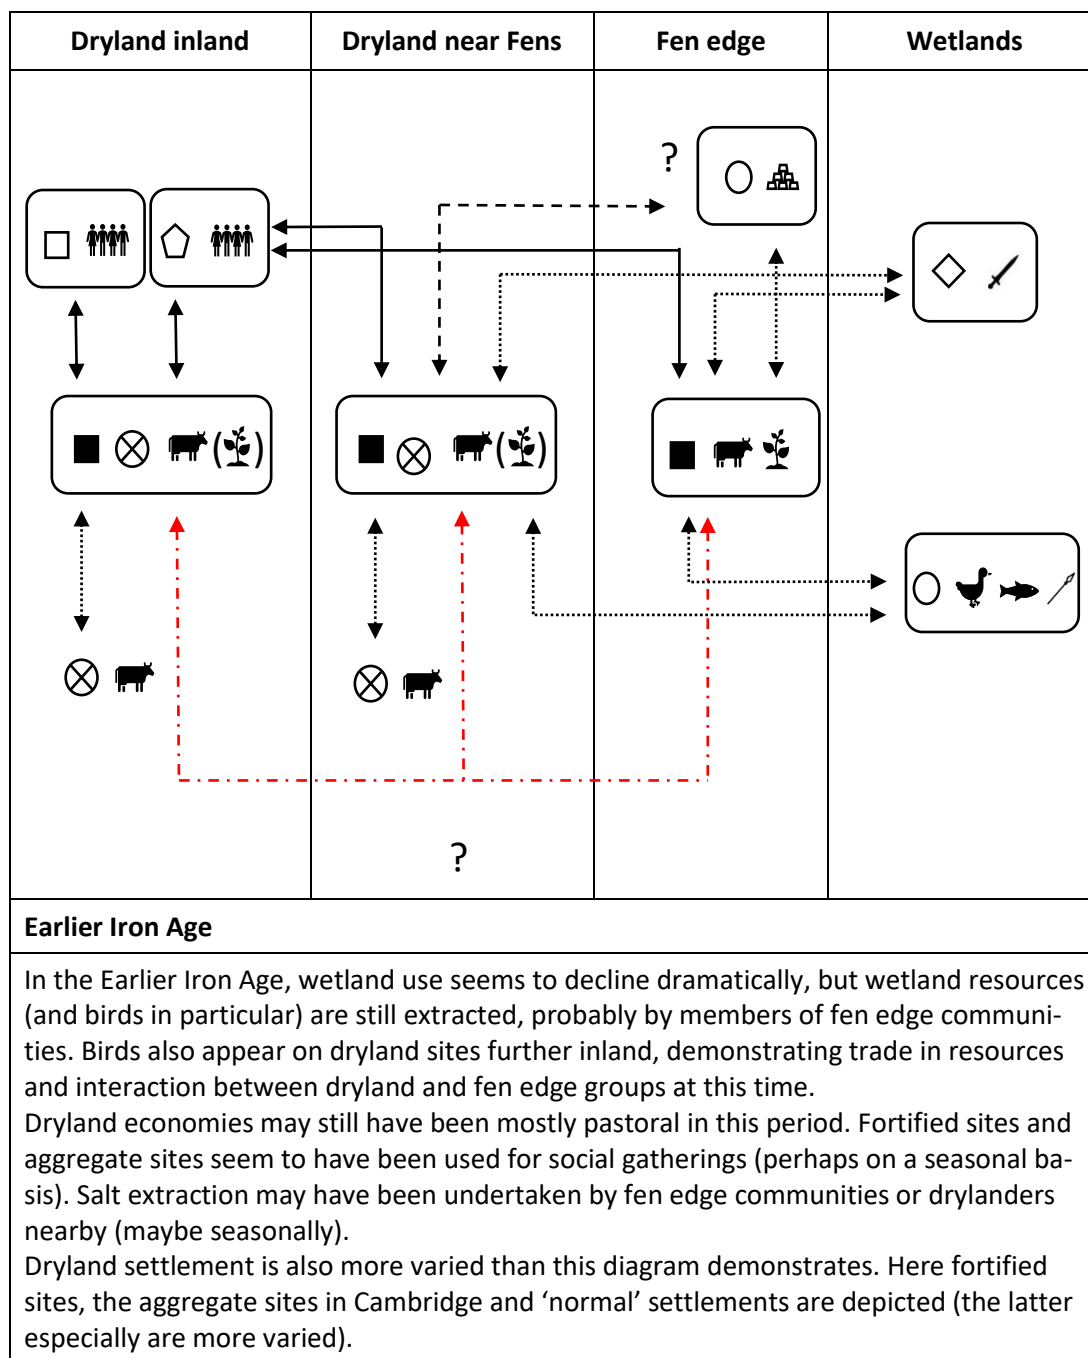 Dryland inland
Dryland near Fens
Fen edge
Wetlands
?
( )
( )
?
Earlier Iron Age
In the Earlier Iron Age, wetland use seems to decline dramatically, but wetland resources
(and birds in particular) are still extracted, probably by members of fen edge communi-
ties. Birds also appear on dryland sites further inland, demonstrating trade in resources
and interaction between dryland and fen edge groups at this time.
Dryland economies may still have been mostly pastoral in this period. Fortified sites and
aggregate sites seem to have been used for social gatherings (perhaps on a seasonal ba-
sis). Salt extraction may have been undertaken by fen edge communities or drylanders
nearby (maybe seasonally).
Dryland settlement is also more varied than this diagram demonstrates. Here fortified
sites, the aggregate sites in Cambridge and ‘normal’ settlements are depicted (the latter
especially are more varied).